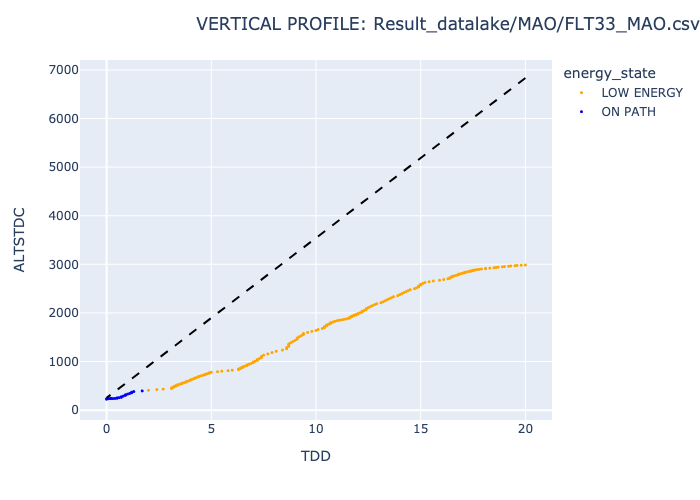 VERTICAL PROFILE: Result_datalake/MAO/FLT33_MAO.csv
energy_state
LOW ENERGY
ON PATH
ALTSTDC
7000
6000
5000
4000
3000
2000
1000
0
0
5
10
15
20
TDD